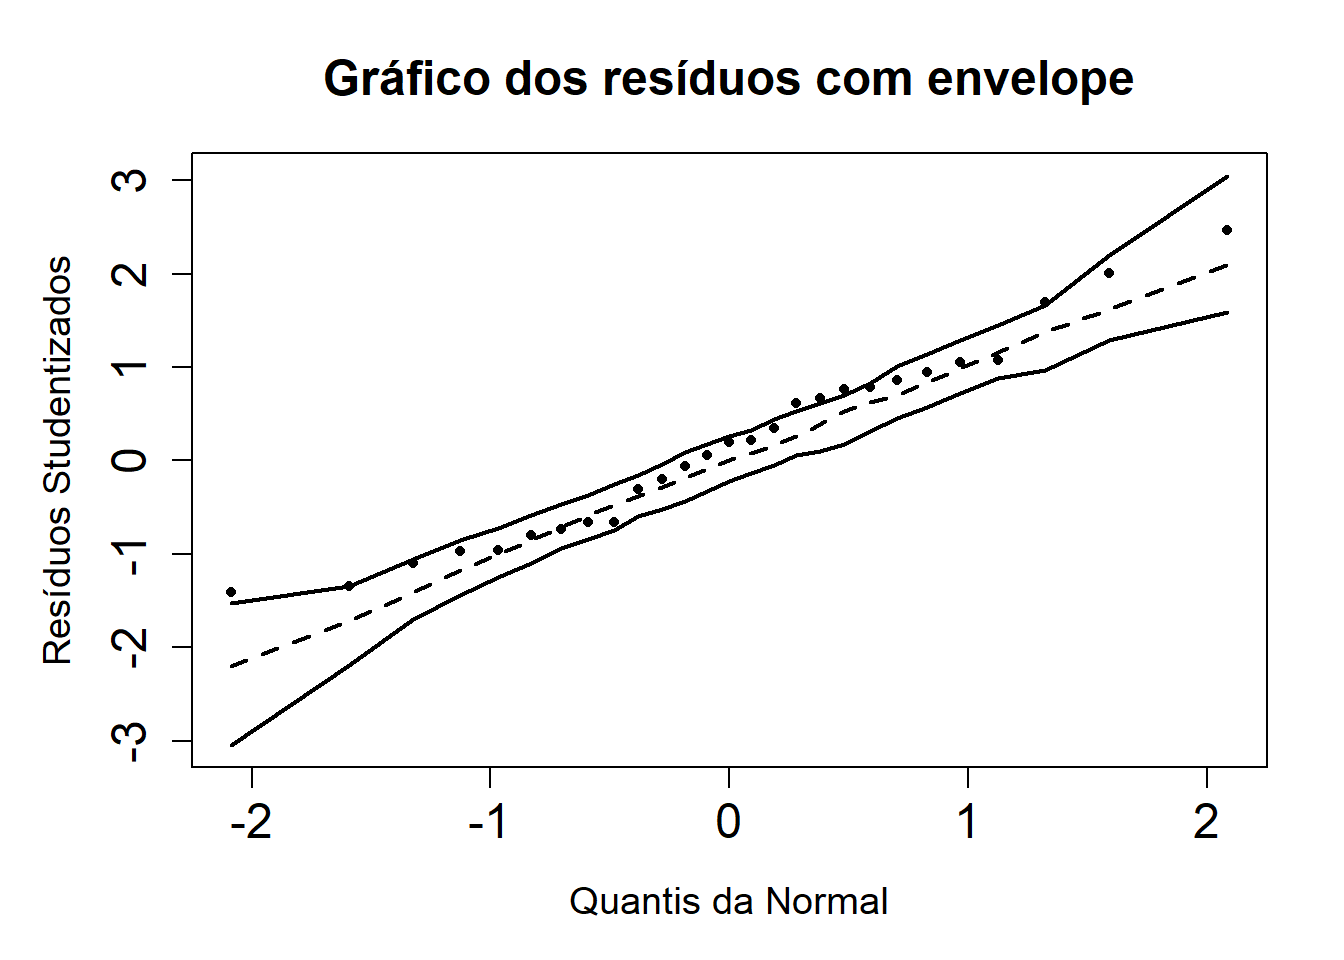 Gráfico dos resíduos com envelope
Resíduos Studentizados
3
2
1
0
-1
-2
-3
-2 -1 0 1 2
Quantis da Normal